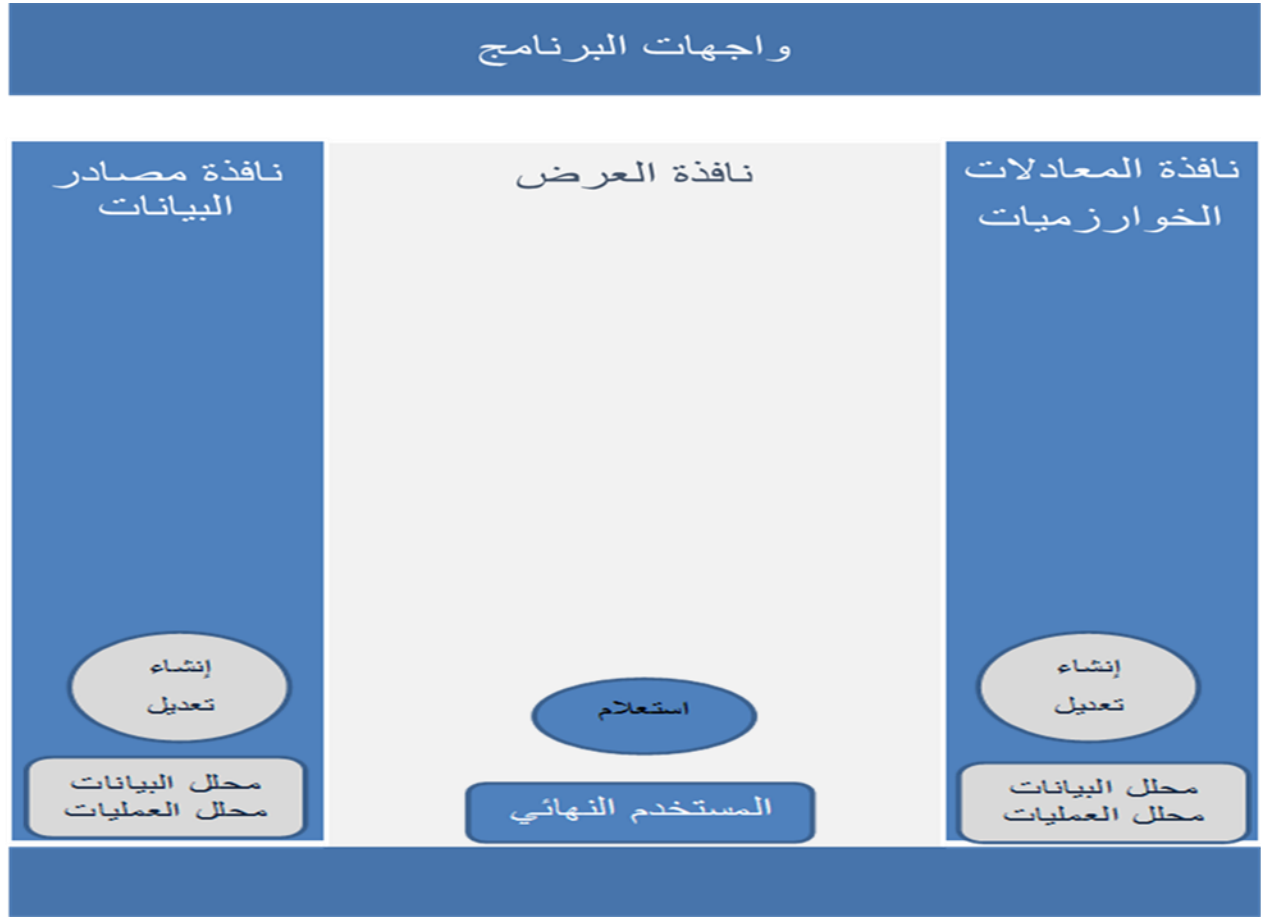 واجهات البرنامج
نافذة المعادلات
الخوارزميات
إنشاء
تعديل
محلل البيانات
محلل العمليات
نافذة العرض
استعلام
المستخدم النهائي
نافذة مصادر
البيانات
إنشاء
تعديل
محلل البيانات
محلل العمليات